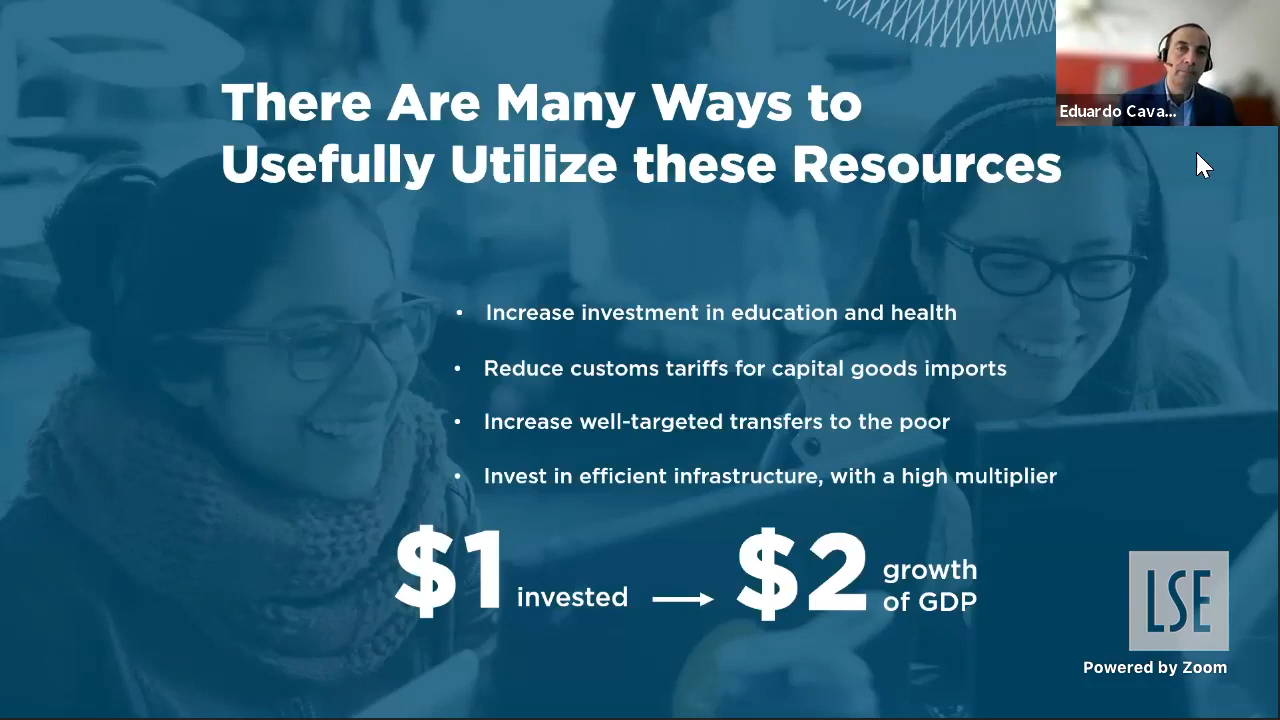 There Are Many Ways to
Usefully Utilize these Resources
Eduardo Cava...
• Increase investment in education and health
• Reduce customs tariffs for capital goods imports
• Increase well-targeted transfers to the poor
• Invest in efficient infrastructure, with a high multiplier
$1 invested → $2 growth
of GDP
LSE
Powered by Zoom